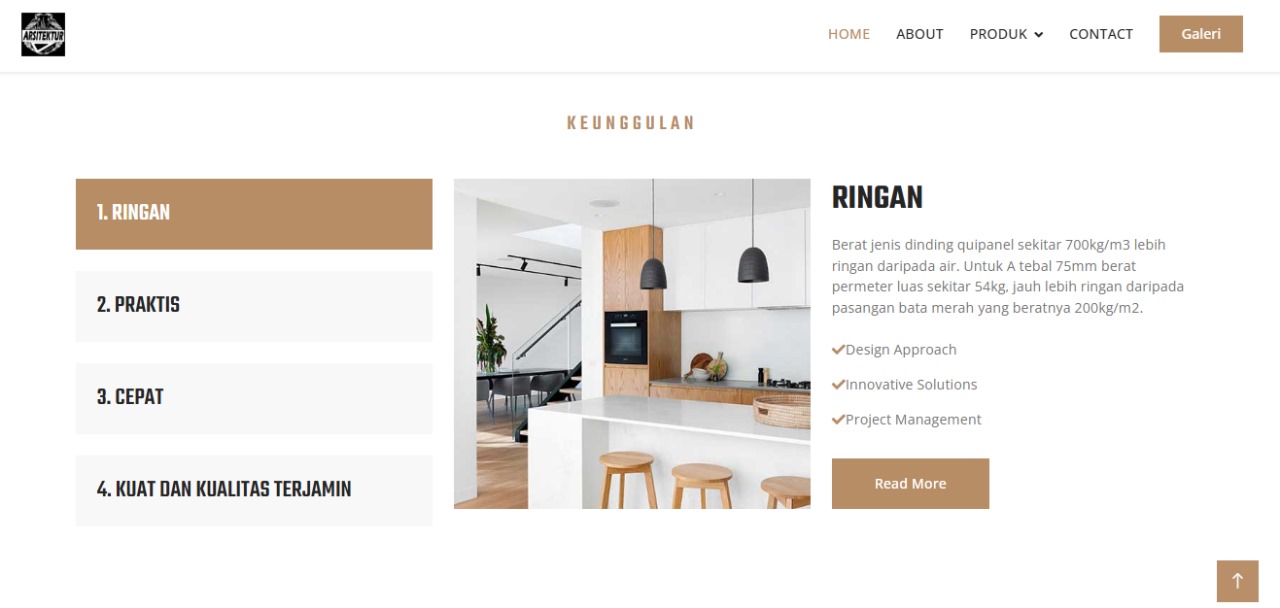 ARSITEKTUR
HOME ABOUT PRODUK CONTACT Galeri
KEUNGGULAN
1. RINGAN
2. PRAKTIS
3. CEPAT
4. KUAT DAN KUALITAS TERJAMIN
RINGAN
Berat jenis dinding quipanel sekitar 700kg/m3 lebih
ringan daripada air. Untuk A tebal 75mm berat
permeter luas sekitar 54kg, jauh lebih ringan daripada
pasangan bata merah yang beratnya 200kg/m2.
Design Approach
Innovative Solutions
Project Management
Read More